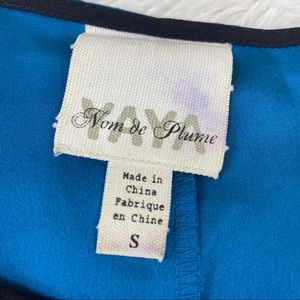 YAYA
Nom de Plume
Made in
China
Fabrique
en Chine
S